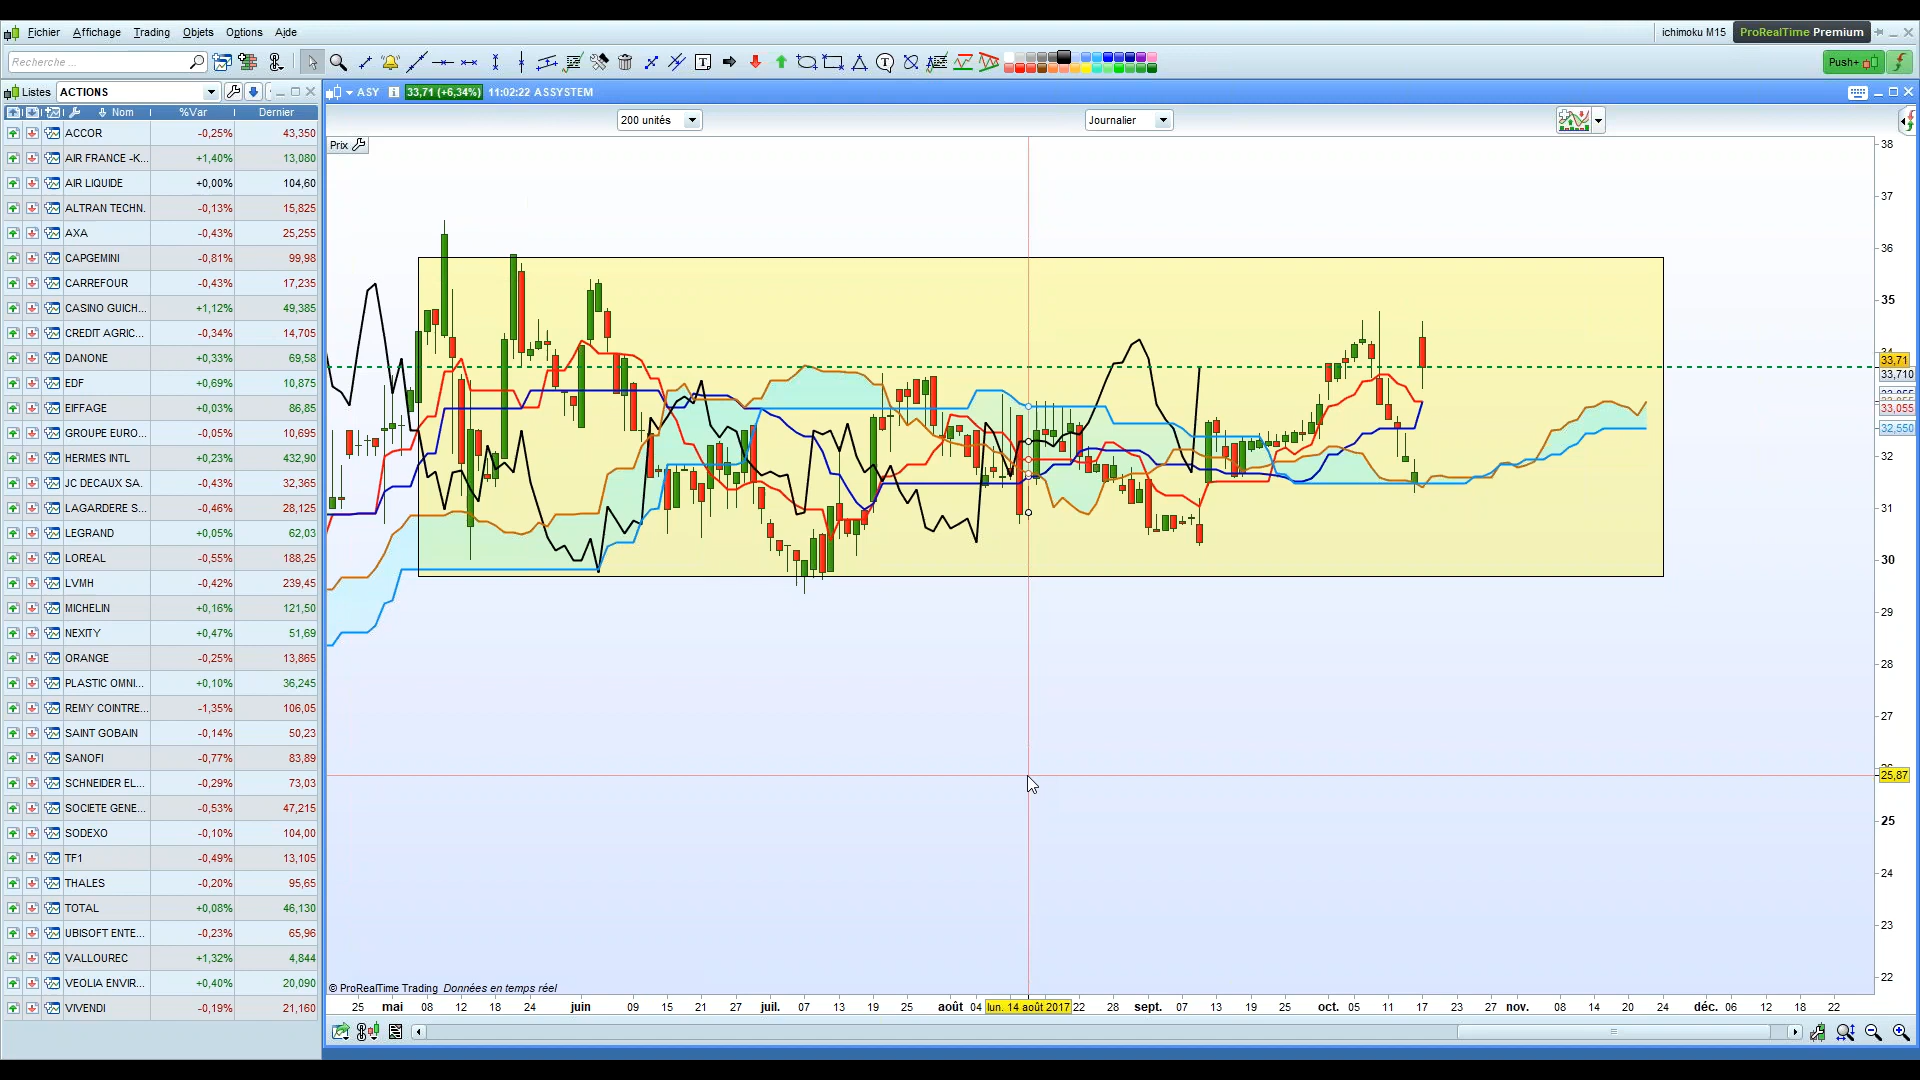 Fichier Affichage Trading Objets Options Aide ichimoku M15 ProRealTime Premium
Recherche ... Push+
Listes ACTIONS ASY 33,71 (+6,34%) 11:02:22 ASSYSTEM
Nom %Var Dernier 200 unités Journalier
Prix
ACCOR -0,25% 43,350
AIR FRANCE -K... +1,40% 13,080
AIR LIQUIDE +0,00% 104,60
ALTRAN TECHN. -0,13% 15,825
AXA -0,43% 25,255
CAPGEMINI -0,81% 99,98
CARREFOUR -0,43% 17,235
CASINO GUICH... +1,12% 49,385
CREDIT AGRIC... -0,34% 14,705
DANONE +0,33% 69,58
EDF +0,69% 10,875
EIFFAGE +0,03% 86,85
GROUPE EURO... -0,05% 10,695
HERMES INTL +0,23% 432,90
JC DECAUX SA. -0,43% 32,365
LAGARDERE S... -0,46% 28,125
LEGRAND +0,05% 62,03
LOREAL -0,55% 188,25
LVMH -0,42% 239,45
MICHELIN +0,16% 121,50
NEXITY +0,47% 51,69
ORANGE -0,25% 13,865
PLASTIC OMNI... +0,10% 36,245
REMY COINTRE... -1,35% 106,05
SAINT GOBAIN -0,14% 50,23
SANOFI -0,77% 83,89
SCHNEIDER EL... -0,29% 73,03
SOCIETE GENE... -0,53% 47,215
SODEXO -0,10% 104,00
TF1 -0,49% 13,105
THALES -0,20% 95,65
TOTAL +0,08% 46,130
UBISOFT ENTE... -0,23% 65,96
VALLOUREC +1,32% 4,844
VEOLIA ENVIR... +0,40% 20,090
VIVENDI -0,19% 21,160
38
37
36
35
33,71
33,710
33,055
32,550
32
31
30
29
28
27
25,87
25
24
23
22
© ProRealTime Trading Données en temps réel
25 mai 08 12 18 24 juin 09 15 21 27 juil. 07 13 19 25 août 04 lun. 14 août 2017 22 28 sept. 07 13 19 25 oct. 05 11 17 23 27 nov. 08 14 20 24 déc. 06 12 18 22